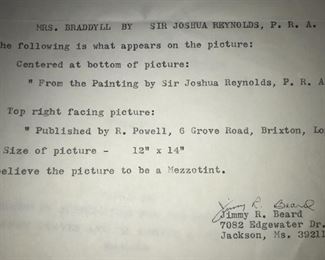 MRS. BRADDYLL BY SIR JOSHUA REYNOLDS, P. R. A.
he following is what appears on the picture:
Centered at bottom of picture:
" From the Painting by Sir Joshua Reynolds, P. R. A
Top right facing picture:
" Published by R. Powell, 6 Grove Road, Brixton, Lo
Size of picture - 12" x 14"
elieve the picture to be a Mezzotint.
Jimmy R. Beard
Jimmy R. Beard
7082 Edgewater Dr.
Jackson, Ms. 39211